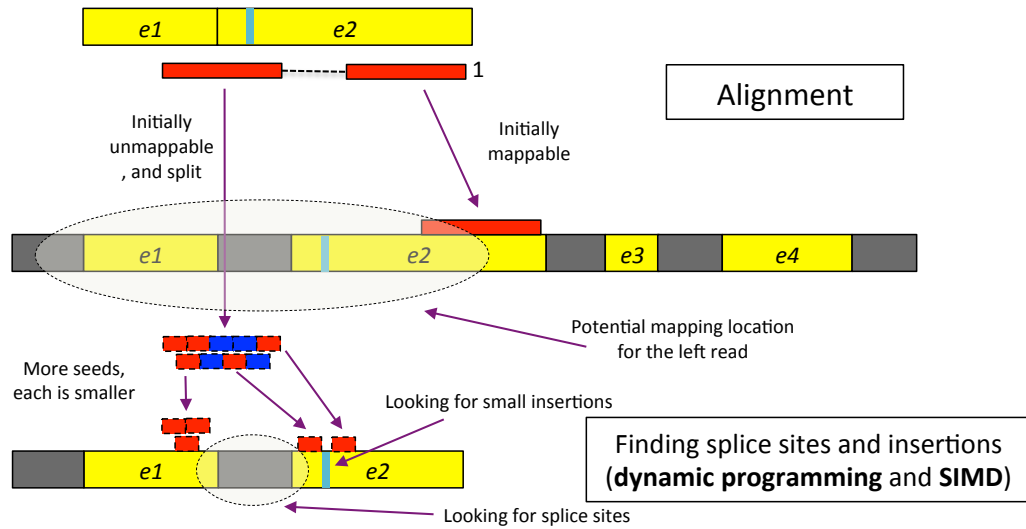 e1 e2
1
Alignment
Initially
unmappable
, and split
Initially
mappable
e1 e2 e3 e4
Potential mapping location
for the left read
More seeds,
each is smaller
Looking for small insertions
Finding splice sites and insertions
(dynamic programming and SIMD)
e1 e2
Looking for splice sites